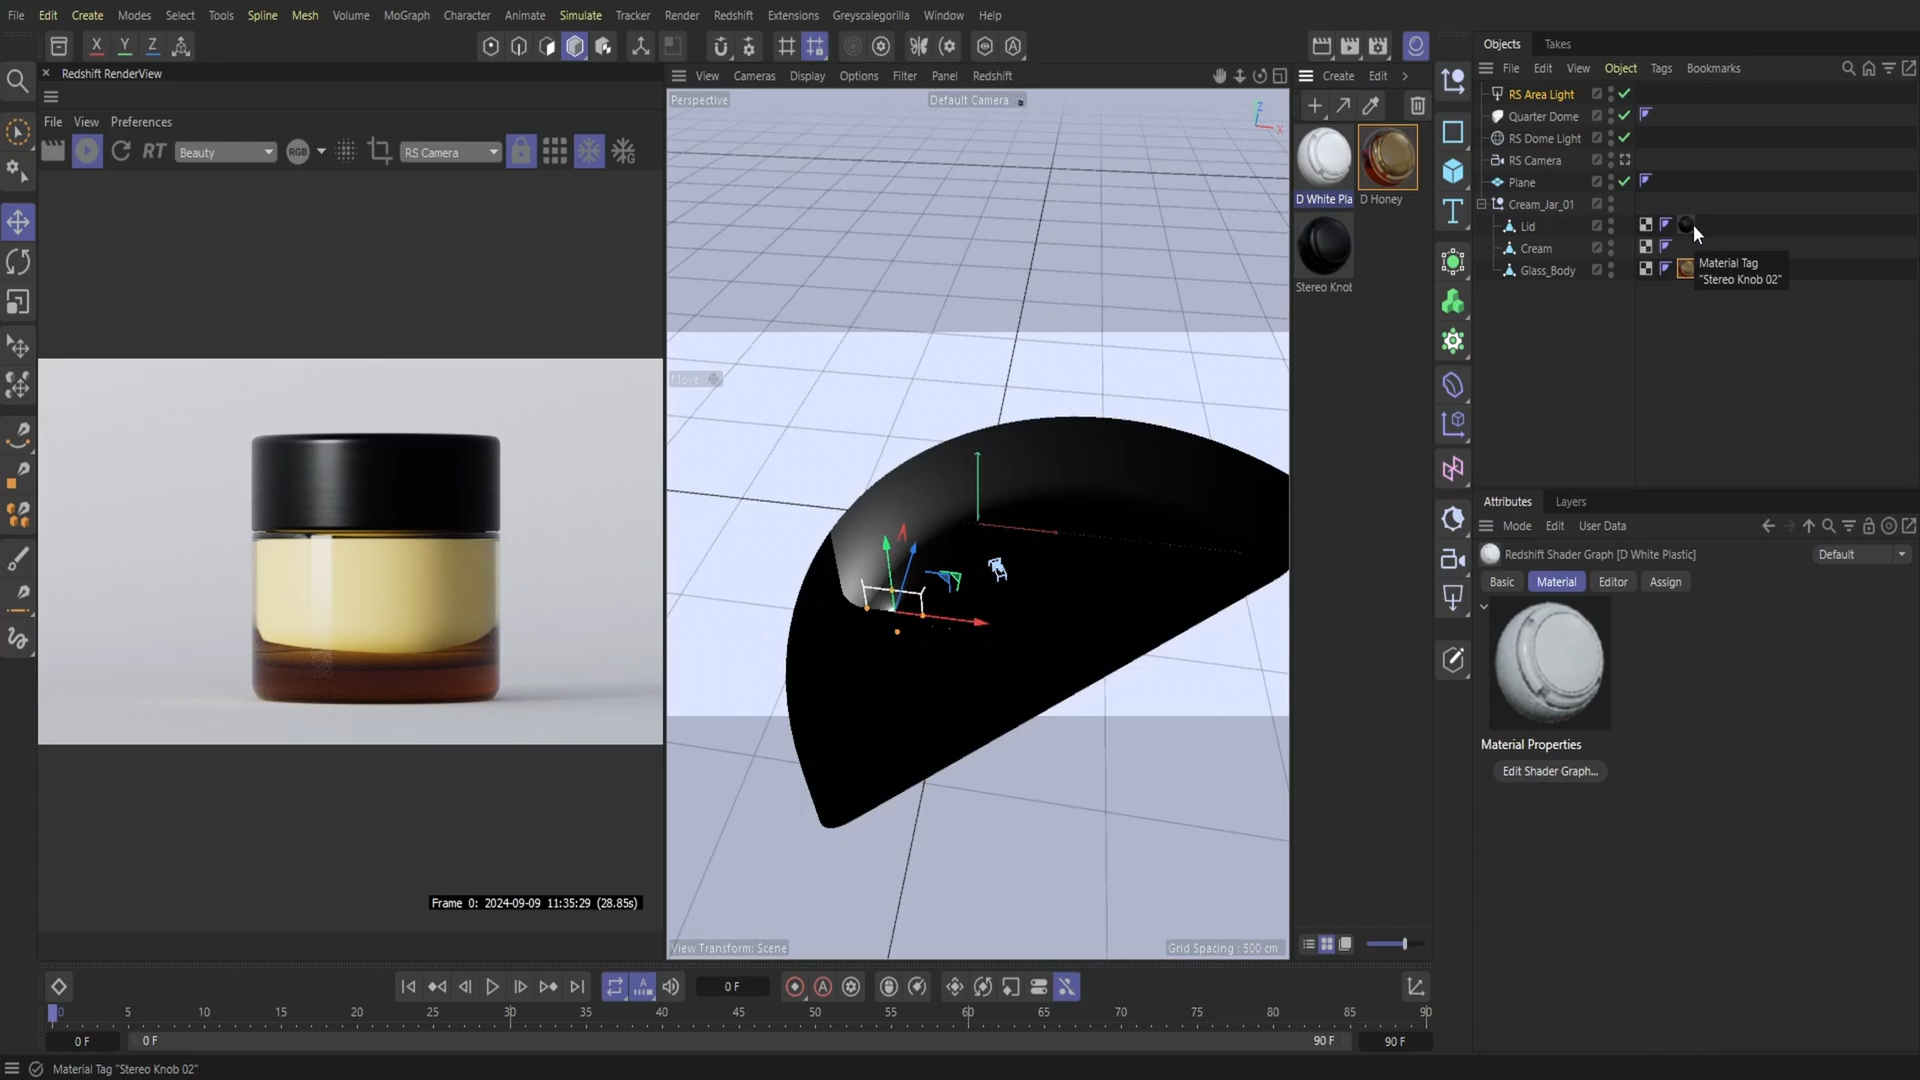 File Edit Create Modes Select Tools Spline Mesh Volume MoGraph Character Animate Simulate Tracker Render Redshift Extensions Greyscalegorilla Window Help
X Y Z
Objects Takes
Redshift RenderView
View Cameras Display Options Filter Panel Redshift
Create Edit
File Edit View Object Tags Bookmarks
Perspective
Default Camera
Z
X
RS Area Light
Quarter Dome
File View Preferences
RS Dome Light
RT Beauty RGB RS Camera
RS Camera
Plane
D White Pla
D Honey
Cream_Jar_01
Lid
Cream
Glass_Body
Material Tag
"Stereo Knob 02"
Stereo Knob
Move
Attributes Layers
Mode Edit User Data
Redshift Shader Graph [D White Plastic]
Default
Basic Material Editor Assign
Material Properties
Edit Shader Graph...
Frame 0: 2024-09-09 11:35:29 (28.85s)
View Transform: Scene
Grid Spacing : 500 cm
0 F
0 5 10 15 20 25 30 35 40 45 50 55 60 65 70 75 80 85 90
0 F 0 F 90 F 90 F
Material Tag "Stereo Knob 02"